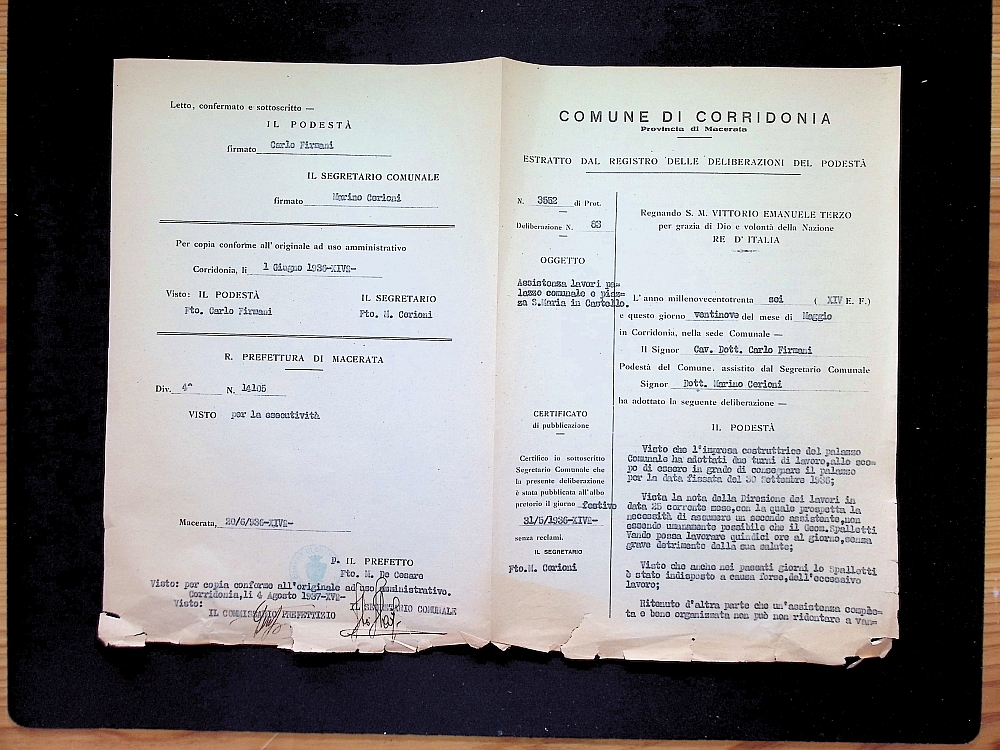 Letto, confermato e sottoscritto —
IL PODESTÀ
firmato Carlo Firmani
IL SEGRETARIO COMUNALE
firmato Marino Cerioni
Per copia conforme all'originale ad uso amministrativo
Corridonia, li 1 Giugno 1936-XIV°-
Visto: IL PODESTÀ
IL SEGRETARIO
Fto. Carlo Firmani
Fto. M. Cerioni
R. PREFETTURA DI MACERATA
Div. 4^ N. 14105
VISTO per la esecutività
Macerata, 20/6/936-XIV°-
P. IL PREFETTO
Fto. M. De Cesare
Visto: per copia conforme all'originale ad uso amministrativo.
Corridonia,li 4 Agosto 1937-XV°-
Visto:
IL COMMISSARIO PREFETTIZIO
IL SEGRETARIO COMUNALE
COMUNE DI CORRIDONIA
Provincia di Macerata
ESTRATTO DAL REGISTRO DELLE DELIBERAZIONI DEL PODESTÀ
N. 3552 di Prot.
Deliberazione N. 83
OGGETTO
Assistenza lavori pa=
lazzo comunale e piaz=
za S.Maria in Castello.
CERTIFICATO
di pubblicazione
Certifico io sottoscritto
Segretario Comunale che
la presente deliberazione
è stata pubblicata all'albo
pretorio il giorno festivo
31/5/1936-XIV°-
senza reclami.
IL SEGRETARIO
Fto.M. Cerioni
Regnando S. M. VITTORIO EMANUELE TERZO
per grazia di Dio e volontà della Nazione
RE D'ITALIA
L'anno millenovecentotrenta sei ( XIV E. F.)
e questo giorno ventinove del mese di Maggio
in Corridonia, nella sede Comunale —
Il Signor Cav. Dott. Carlo Firmani
Podestà del Comune, assistito dal Segretario Comunale
Signor Dott. Marino Cerioni
ha adottato la seguente deliberazione —
IL PODESTÀ
Visto che l'impresa costruttrice del palazzo
Comunale ha adottati due turni di lavoro,allo sco=
po di essere in grado di consegnare il palazzo
per la data fissata del 30 Settembre 1936;
Vista la nota della Direzione dei lavori in
data 25 corrente mese,con la quale prospetta la
necessità di assumere un secondo assistente,non
essendo umanamente possibile che il Geom.Spalletti
Vando possa lavorare quindici ore al giorno,senza
grave detrimento della sua salute;
Visto che anche nei passati giorni lo Spalletti
è stato indisposto a causa forse,dell'eccessivo
lavoro;
Ritenuto d'altra parte che un'assistenza comple=
ta e bene organizzata non può non ridontare a van=